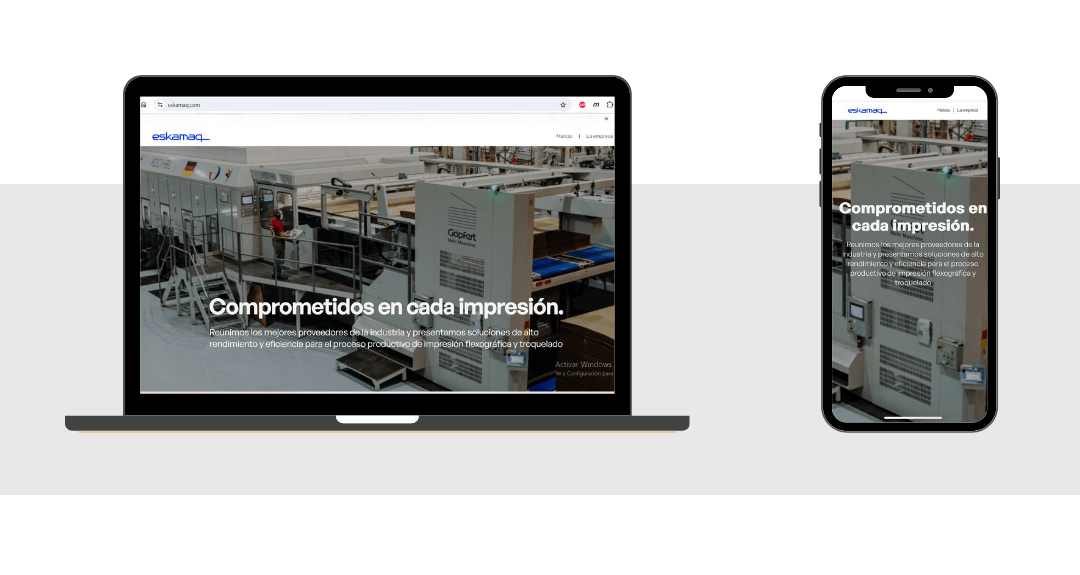 eskamaq.com
eskamaq_
Marcas | La empresa
Göpfert
Comprometidos en cada impresión.
Reunimos los mejores proveedores de la industria y presentamos soluciones de alto
rendimiento y eficiencia para el proceso productivo de impresión flexográfica y troquelado
Activar Windows
Ve a Configuración para
eskamaq_
Marcas | La empresa
Comprometidos en
cada impresión.
Reunimos los mejores proveedores de la
industria y presentamos soluciones de alto
rendimiento y eficiencia para el proceso
productivo de impresión flexográfica y
troquelado